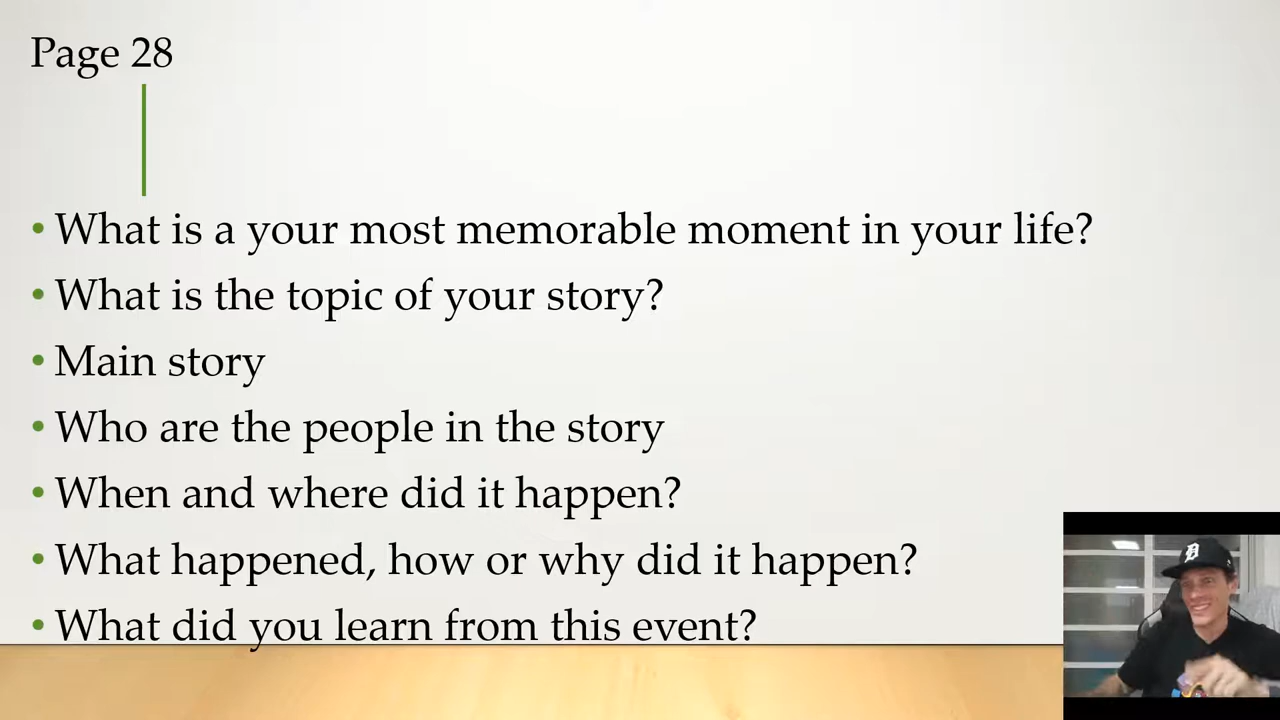 Page 28
• What is a your most memorable moment in your life?
• What is the topic of your story?
• Main story
• Who are the people in the story
• When and where did it happen?
• What happened, how or why did it happen?
• What did you learn from this event?
D